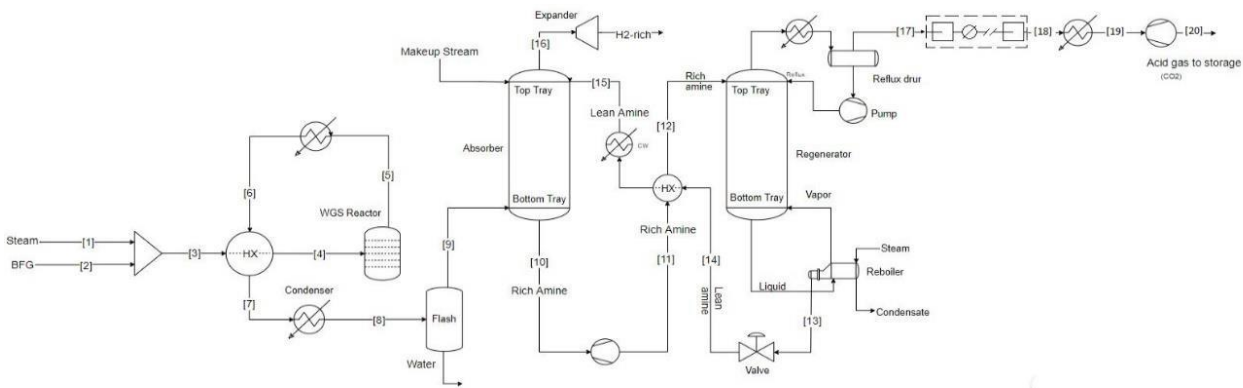 Expander
[16]
H2-rich
Makeup Stream
[15]
Top Tray
Lean Amine
Absorber
CW
Bottom Tray
HX
Rich
amine
[12]
Reflux
Top Tray
Regenerator
Bottom Tray
Vapor
[17]
[18]
[19]
[20]
Reflux drur
Acid gas to storage
(CO2)
Pump
[6]
[5]
WGS Reactor
Steam
[1]
BFG
[2]
[3]
HX
[4]
[7]
Condenser
[8]
[9]
Flash
Water
[10]
Rich Amine
Rich Amine
[11]
[14]
Lean
amine
Liquid
Steam
Reboiler
Condensate
[13]
Valve